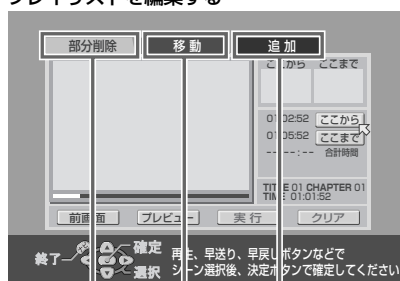 プレイリストを編集する
部分削除 移動 追加
ここから ここまで
01:02:52 ここから
01:05:52 ここまで
--:--:-- 合計時間
TITLE 01 CHAPTER 01
TIME 01:01:52
前画面 プレビュー 実行 クリア
終了 確定 選択
再生、早送り、早戻しボタンなどで
シーン選択後、決定ボタンで確定してください